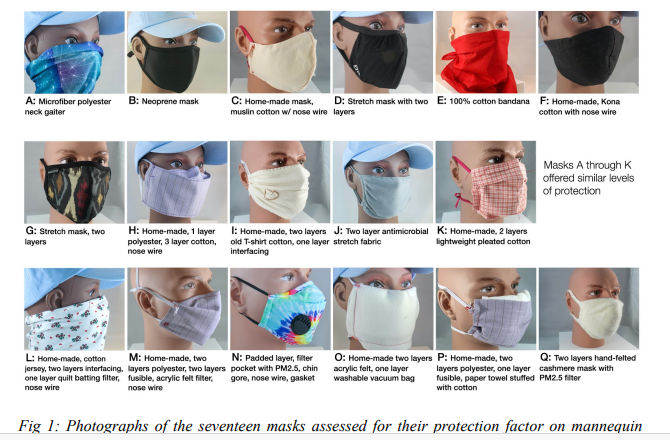 A: Microfiber polyester
neck gaiter
B: Neoprene mask
C: Home-made mask,
muslin cotton w/ nose wire
D: Stretch mask with two
layers
E: 100% cotton bandana
F: Home-made, Kona
cotton with nose wire
G: Stretch mask, two
layers
H: Home-made, 1 layer
polyester, 3 layer cotton,
nose wire
I: Home-made, two layers
old T-shirt cotton, one layer
interfacing
J: Two layer antimicrobial
stretch fabric
K: Home-made, 2 layers
lightweight pleated cotton
Masks A through K
offered similar levels
of protection
L: Home-made, cotton
jersey, two layers interfacing,
one layer quilt batting filter,
nose wire
M: Home-made, two
layers polyester, two layers
fusible, acrylic felt filter,
nose wire
N: Padded layer, filter
pocket with PM2.5, chin
gore, nose wire, gasket
O: Home-made two layers
acrylic felt, one layer
washable vacuum bag
P: Home-made, two
layers polyester, one layer
fusible, paper towel stuffed
with cotton
Q: Two layers hand-felted
cashmere mask with
PM2.5 filter
Fig 1: Photographs of the seventeen masks assessed for their protection factor on mannequin